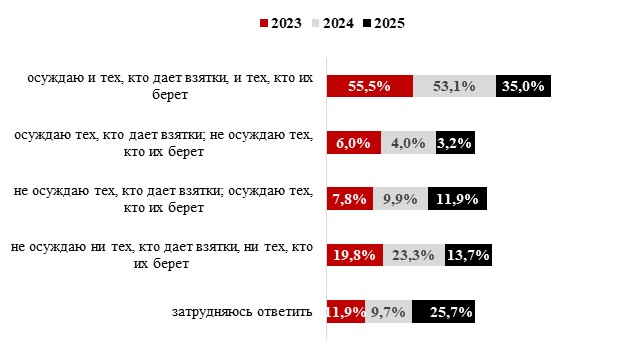 2023 2024 2025
осуждаю и тех, кто дает взятки, и тех, кто их
берет
55,5% 53,1% 35,0%
осуждаю тех, кто дает взятки; не осуждаю тех,
кто их берет
6,0% 4,0% 3,2%
не осуждаю тех, кто дает взятки; осуждаю тех,
кто их берет
7,8% 9,9% 11,9%
не осуждаю ни тех, кто дает взятки, ни тех, кто
их берет
19,8% 23,3% 13,7%
затрудняюсь ответить
11,9% 9,7% 25,7%